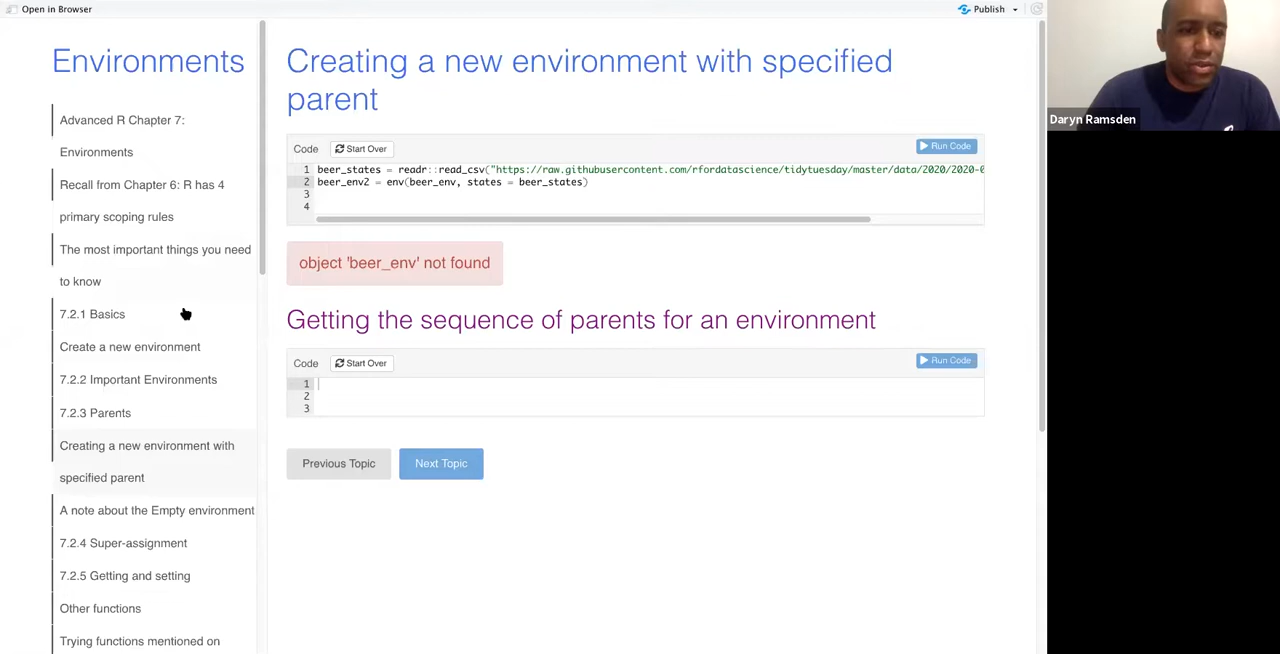 Open in Browser
Publish
Environments
Advanced R Chapter 7:
Environments
Recall from Chapter 6: R has 4
primary scoping rules
The most important things you need
to know
7.2.1 Basics
Create a new environment
7.2.2 Important Environments
7.2.3 Parents
Creating a new environment with
specified parent
A note about the Empty environment
7.2.4 Super-assignment
7.2.5 Getting and setting
Other functions
Trying functions mentioned on
Creating a new environment with specified
parent
Code
Start Over
Run Code
1 beer_states = readr::read_csv("https://raw.githubusercontent.com/rfordatascience/tidytuesday/master/data/2020/2020-0
2 beer_env2 = env(beer_env, states = beer_states)
3
4
object 'beer_env' not found
Getting the sequence of parents for an environment
Code
Start Over
Run Code
1
2
3
Previous Topic
Next Topic
Daryn Ramsden